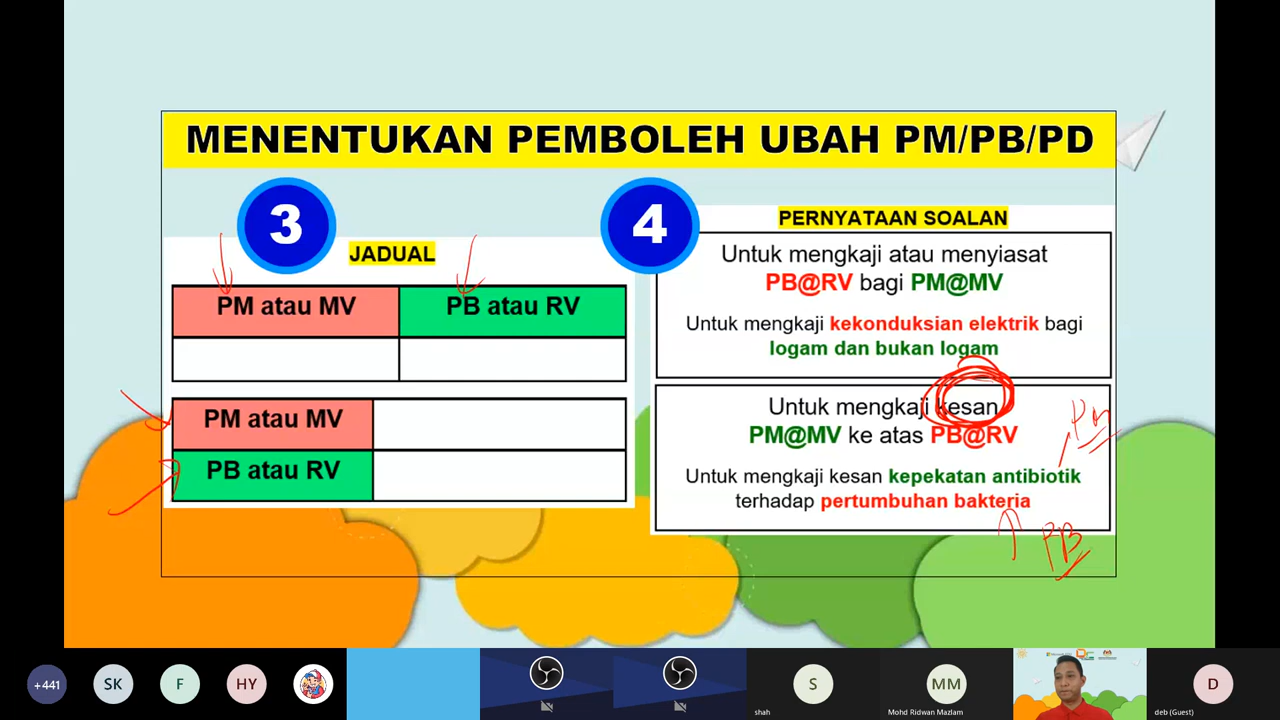 MENENTUKAN PEMBOLEH UBAH PM/PB/PD
3
JADUAL
PM atau MV
PB atau RV
PM atau MV
PB atau RV
4
PERNYATAAN SOALAN
Untuk mengkaji atau menyiasat
PB@RV bagi PM@MV
Untuk mengkaji kekonduksian elektrik bagi
logam dan bukan logam
Untuk mengkaji kesan
PM@MV ke atas PB@RV
PM
Untuk mengkaji kesan kepekatan antibiotik
terhadap pertumbuhan bakteria
PB
+441
SK
F
HY
S
shah
MM
Mohd Ridwan Mazlam
D
deb (Guest)